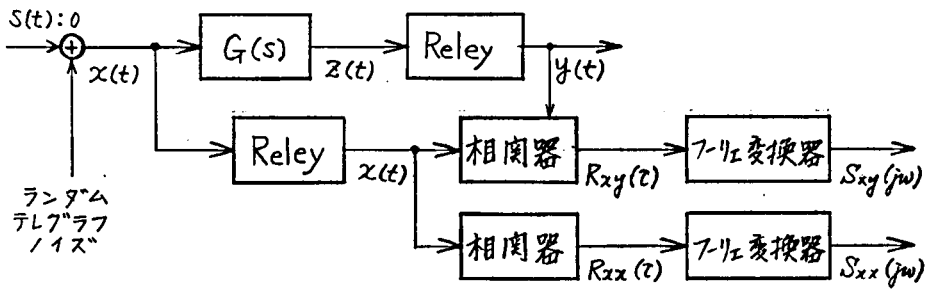 S(t):0
x(t)
G(s)
z(t)
Reley
y(t)
Reley
x(t)
相関器
Rxy(τ)
フーリェ変換器
Sxy(jω)
相関器
Rxx(τ)
フーリェ変換器
Sxx(jω)
ランダム
テレグラフ
ノイズ